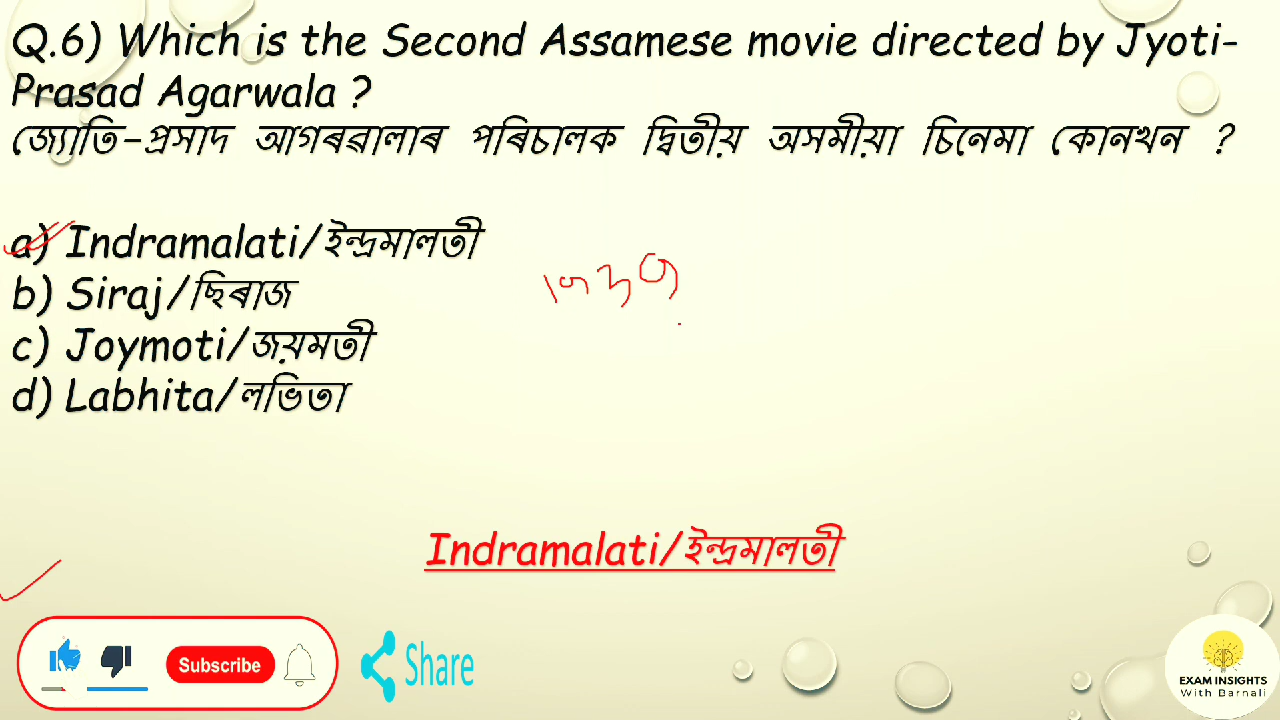 Q.6) Which is the Second Assamese movie directed by Jyoti-
Prasad Agarwala ?
জ্যোতি-প্ৰসাদ আগৰৱালাৰ পৰিচালক দ্বিতীয় অসমীয়া চিনেমা কোনখন ?
a) Indramalati/ইন্দ্ৰমালতী
b) Siraj/ছিৰাজ
c) Joymoti/জয়মতী
d) Labhita/লভিতা
Indramalati/ইন্দ্ৰমালতী
Subscribe
Share
EXAM INSIGHTS
With Barnali